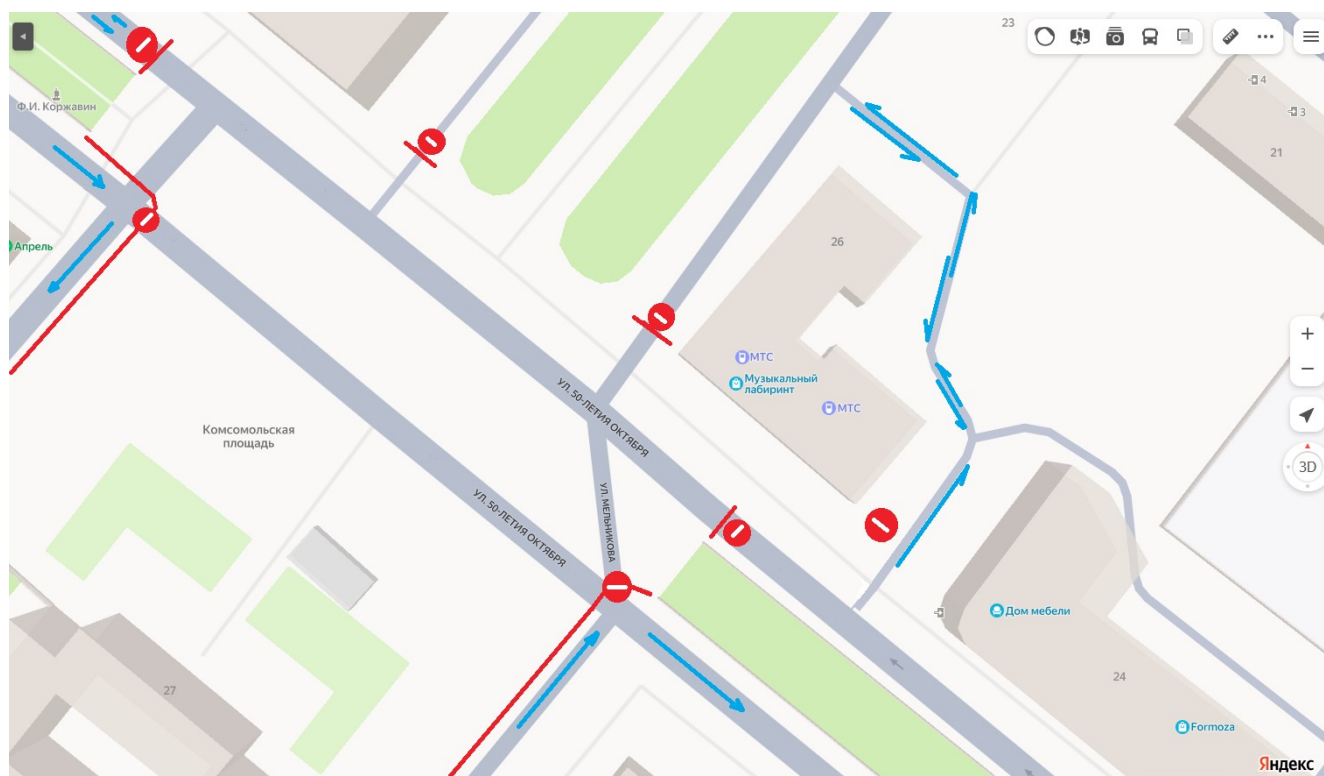 23
4
3
21
Ф.И. Коржавин
Апрель
26
МТС
Музыкальный
лабиринт
МТС
УЛ. 50-ЛЕТИЯ ОКТЯБРЯ
Комсомольская
площадь
УЛ. 50-ЛЕТИЯ ОКТЯБРЯ
УЛ. МЕЛЬНИКОВА
+
−
3D
Дом мебели
24
27
Formoza
Яндекс